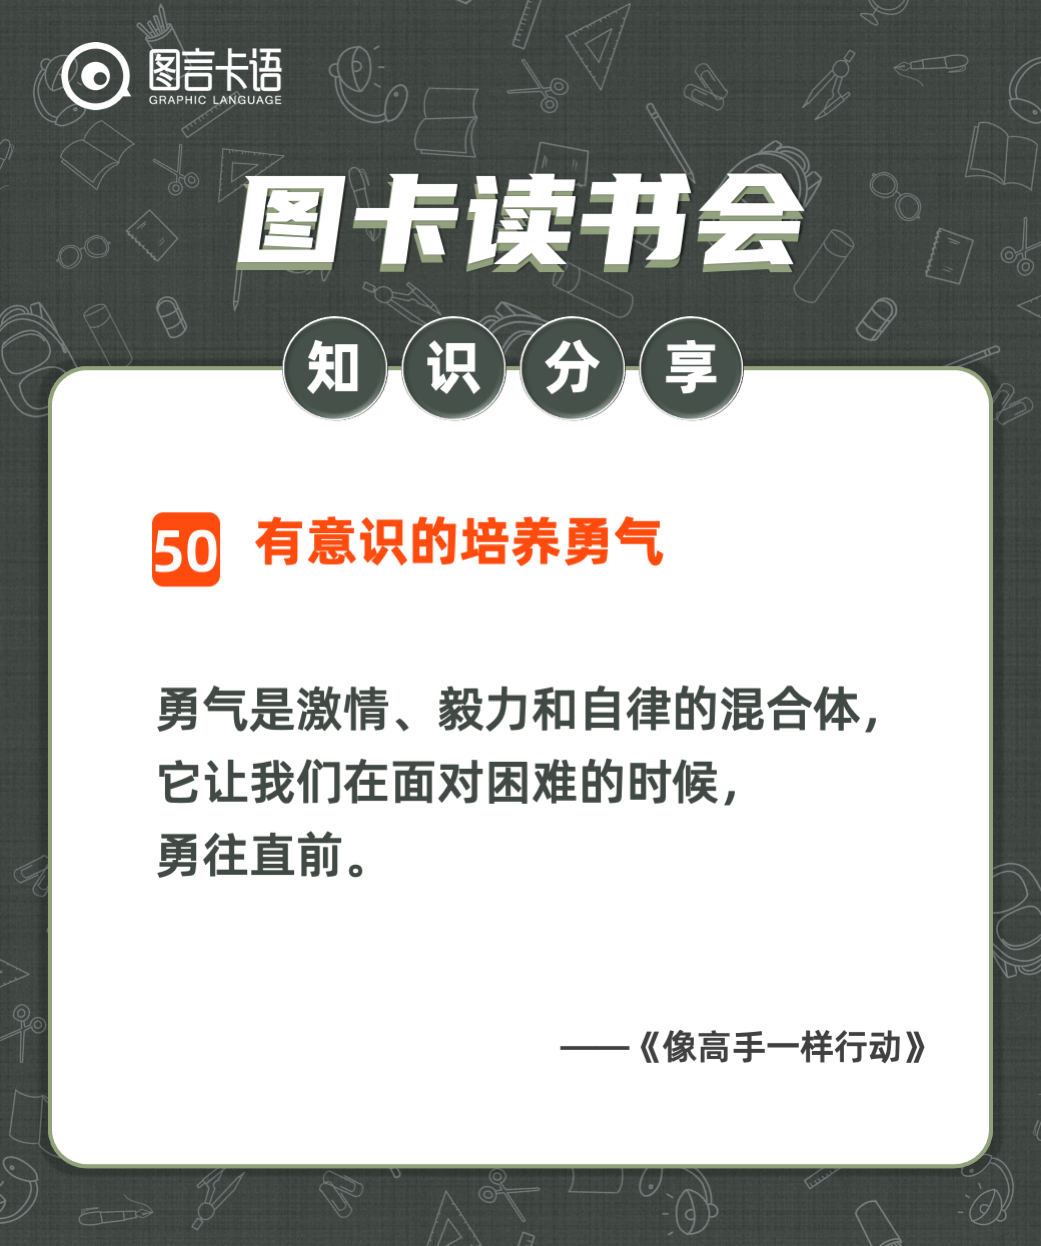 图言卡语
GRAPHIC LANGUAGE
图卡读书会
知识分享
50 有意识的培养勇气
勇气是激情、毅力和自律的混合体，
它让我们在面对困难的时候，
勇往直前。
——《像高手一样行动》